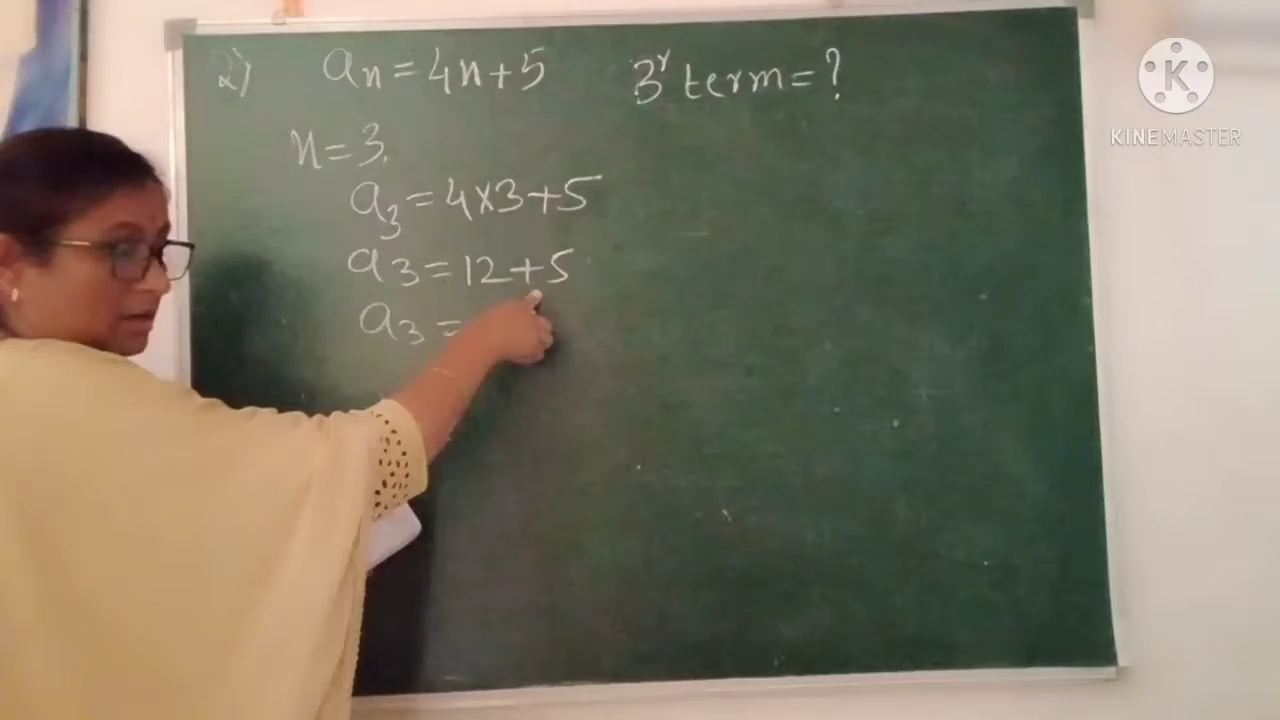 2) aₙ = 4n+5 3ʳ term = ?
n = 3.
a₃ = 4×3+5
a₃ = 12+5
a₃ =
K
KINEMASTER